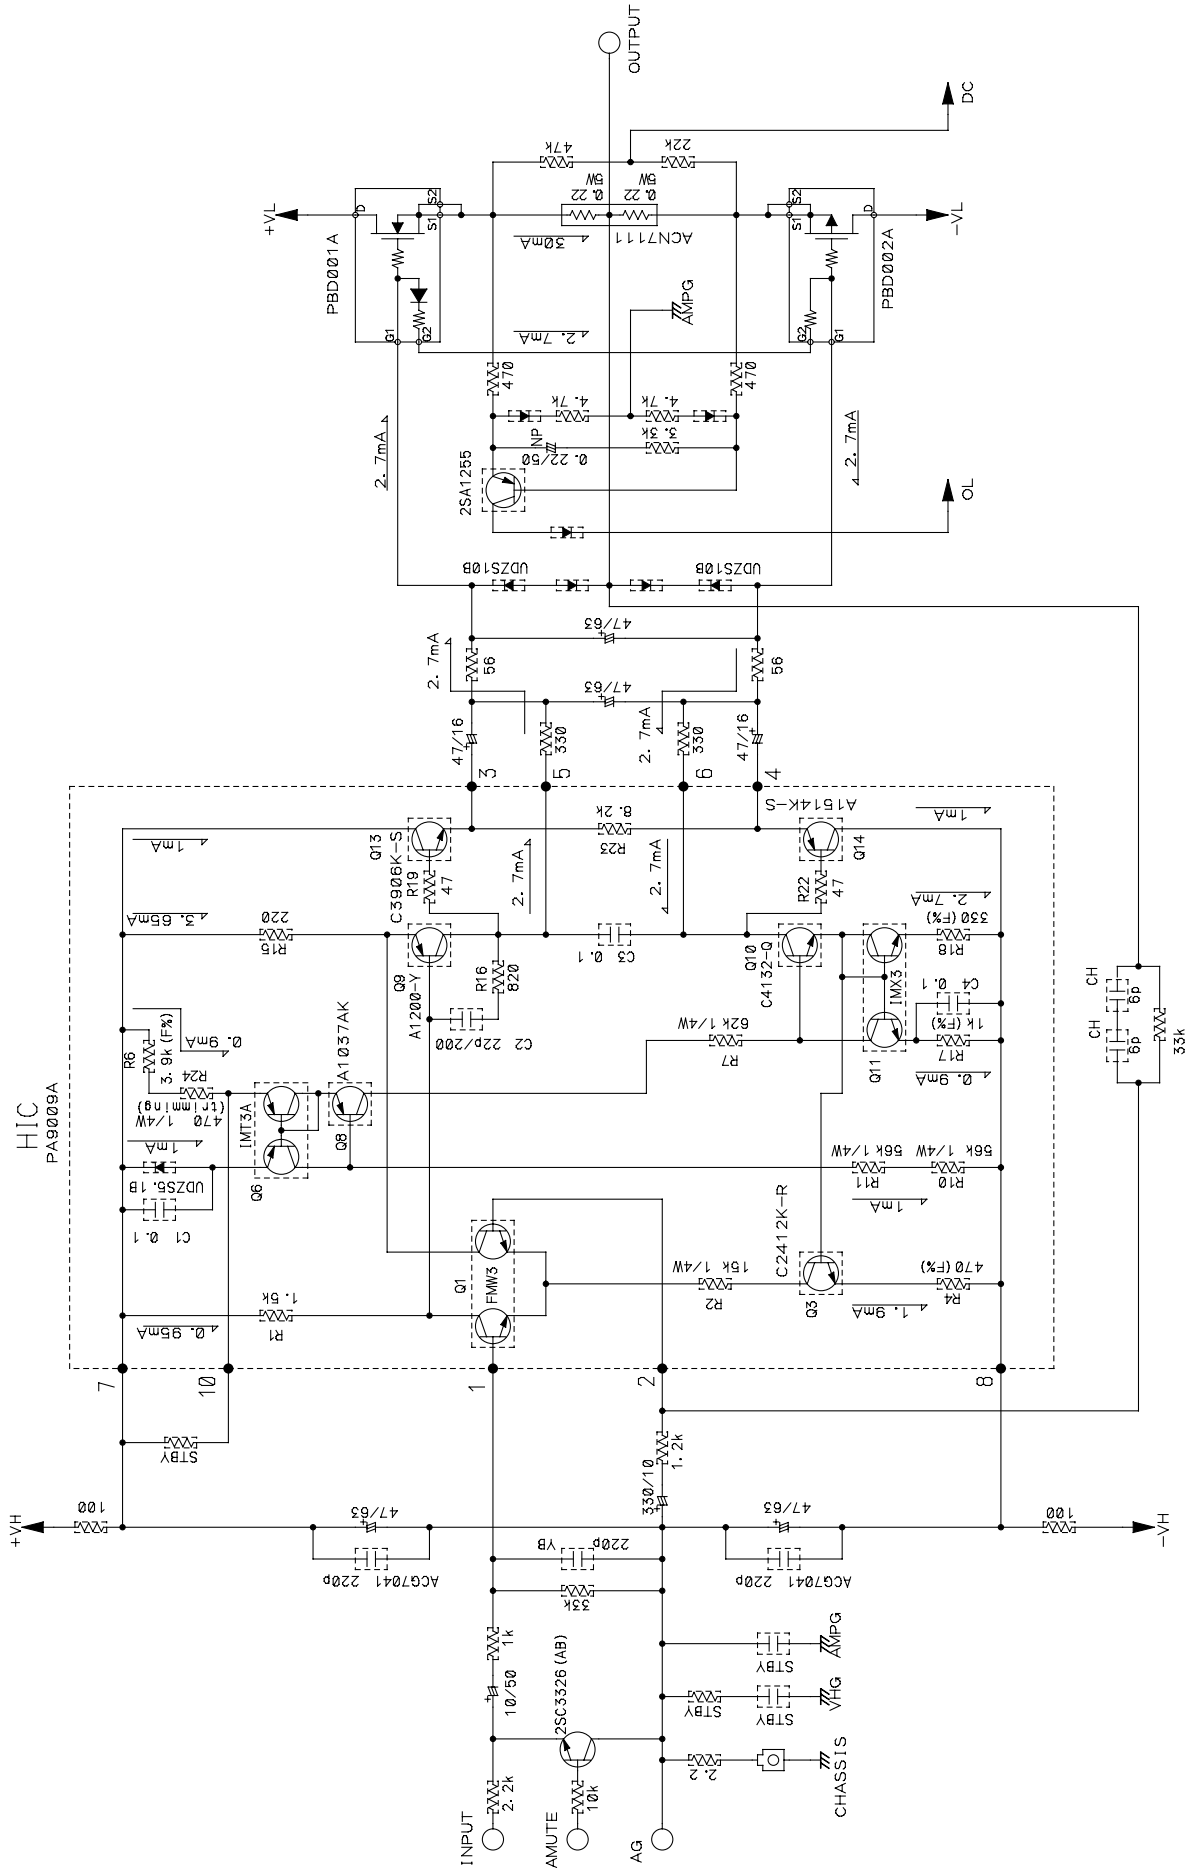 OUTPUT
DC
47k
22k
0.22
5W
0.22
5W
ACN7111
+VL
-VL
PBD001A
PBD002A
D
S1
S2
G1
G2
S1
S2
D
G2
G1
30mA
2.7mA
AMPG
470
470
4.7k
4.7k
NP
0.22/50
3.3k
2SA1255
2.7mA
2.7mA
OL
UDZS10B
UDZS10B
47/63
2.7mA
56
56
47/63
2.7mA
47/16
330
330
47/16
3
5
6
4
HIC
PA9009A
1mA
Q13
C3906K-S
R19
47
8.2k
R23
A1514K-S
Q14
R22
47
1mA
2.7mA
2.7mA
3.65mA
220
R15
Q9
A1200-Y
R16
820
C3 0.1
Q10
C4132-Q
IMX3
2.7mA
330(F%)
R18
C2 22p/200
C4 0.1
1k(F%)
R17
0.9mA
Q11
62k 1/4W
R7
R6
3.9k(F%)
0.9mA
R24
470 1/4W
(trimming)
IMT3A
A1037AK
Q8
Q6
1mA
UDZS5.1B
C1 0.1
56k 1/4W
R11
56k 1/4W
R10
1mA
Q1
FMW3
C2412K-R
Q3
15k 1/4W
R2
470(F%)
R4
1.9mA
1.5k
R1
0.95mA
7
10
1
2
8
CH
6p
CH
6p
33k
STBY
+VH
100
47/63
220p ACG7041
330/10
1.2k
47/63
220p ACG7041
100
-VH
YB
220p
33k
1k
10/50
2SC3326(AB)
2.2k
10k
INPUT
AMUTE
AG
STBY
AMPG
STBY
STBY
VHG
2.2
CHASSIS